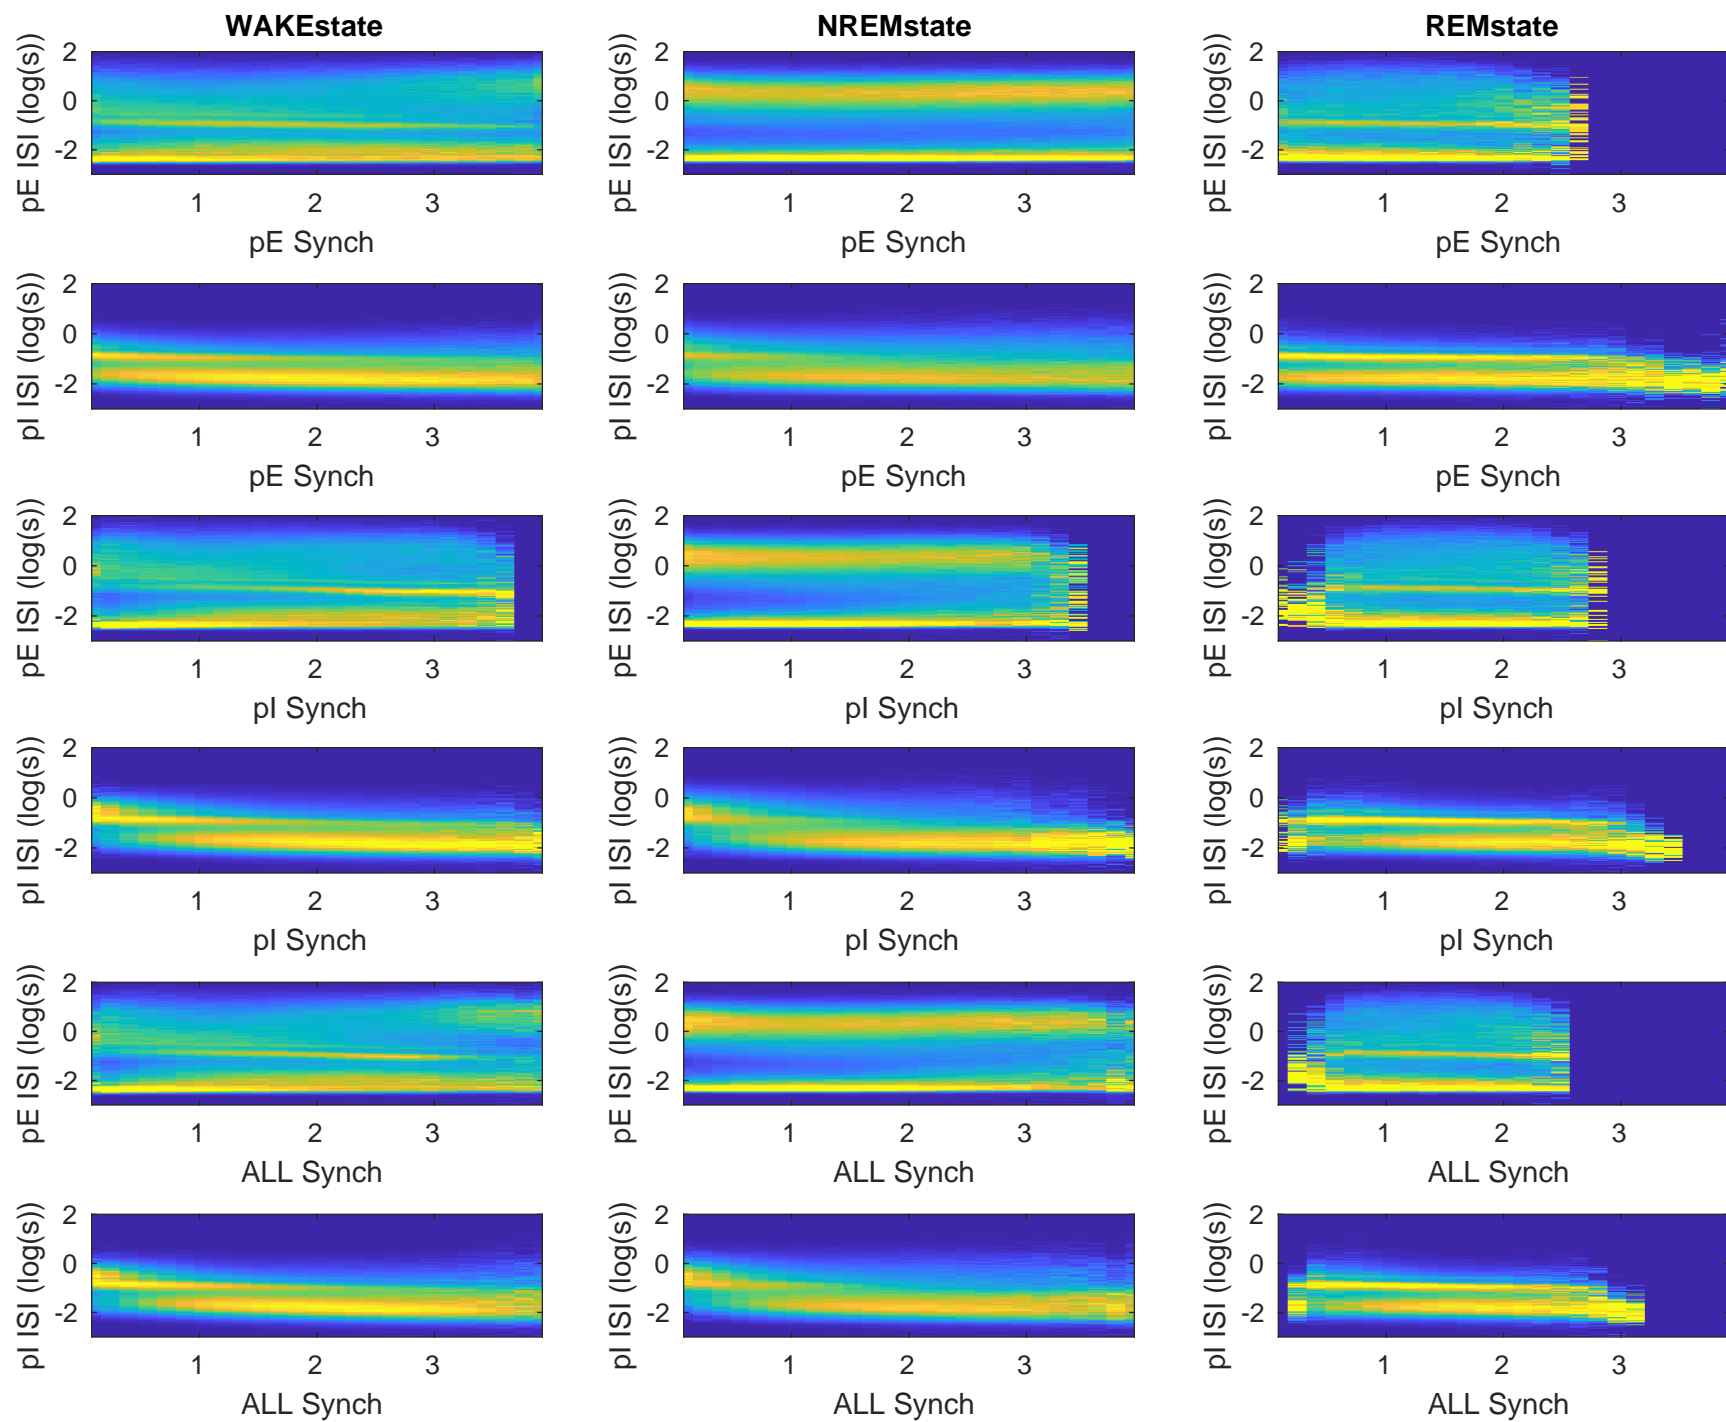 WAKEstate NREMstate REMstate
pE ISI (log(s)) 2 0 -2 pE ISI (log(s)) 2 0 -2 pE ISI (log(s)) 2 0 -2
1 2 3 1 2 3 1 2 3
pE Synch pE Synch pE Synch
pI ISI (log(s)) 2 0 -2 pI ISI (log(s)) 2 0 -2 pI ISI (log(s)) 2 0 -2
1 2 3 1 2 3 1 2 3
pE Synch pE Synch pE Synch
pE ISI (log(s)) 2 0 -2 pE ISI (log(s)) 2 0 -2 pE ISI (log(s)) 2 0 -2
1 2 3 1 2 3 1 2 3
pI Synch pI Synch pI Synch
pI ISI (log(s)) 2 0 -2 pI ISI (log(s)) 2 0 -2 pI ISI (log(s)) 2 0 -2
1 2 3 1 2 3 1 2 3
pI Synch pI Synch pI Synch
pE ISI (log(s)) 2 0 -2 pE ISI (log(s)) 2 0 -2 pE ISI (log(s)) 2 0 -2
1 2 3 1 2 3 1 2 3
ALL Synch ALL Synch ALL Synch
pI ISI (log(s)) 2 0 -2 pI ISI (log(s)) 2 0 -2 pI ISI (log(s)) 2 0 -2
1 2 3 1 2 3 1 2 3
ALL Synch ALL Synch ALL Synch